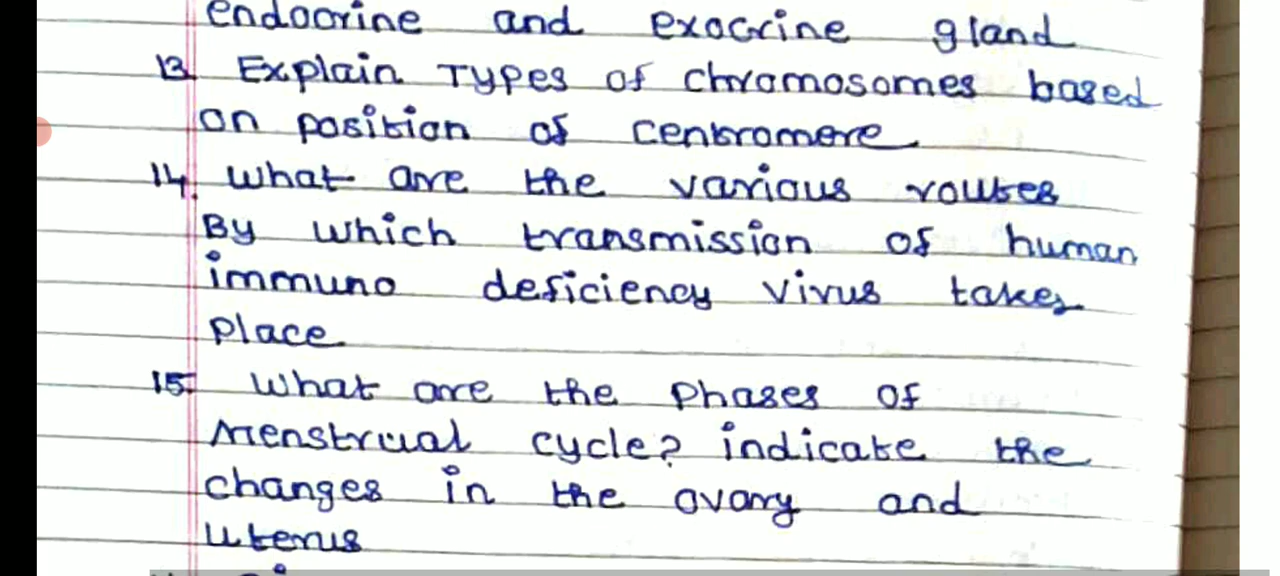 endocrine and exocrine gland
13. Explain Types of chromosomes based
on position of centromere
14. What are the various routes
By which transmission of human
immuno deficiency virus takes
Place
15. What are the Phases of
Menstrual cycle? indicate the
changes in the ovary and
Uterus